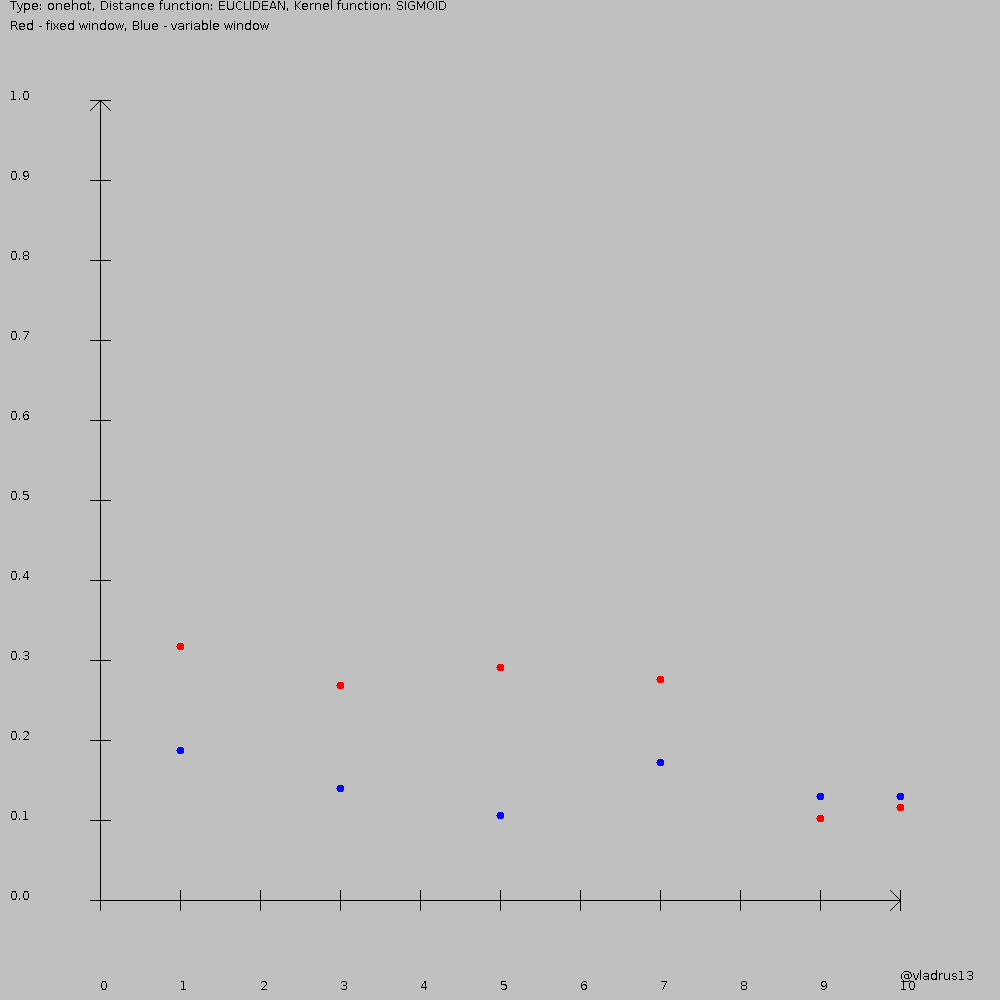 Type: onehot, Distance function: EUCLIDEAN, Kernel function: SIGMOID
Red - fixed window, Blue - variable window
1.0
0.9
0.8
0.7
0.6
0.5
0.4
0.3
0.2
0.1
0.0
@vladrus13
0 1 2 3 4 5 6 7 8 9 10